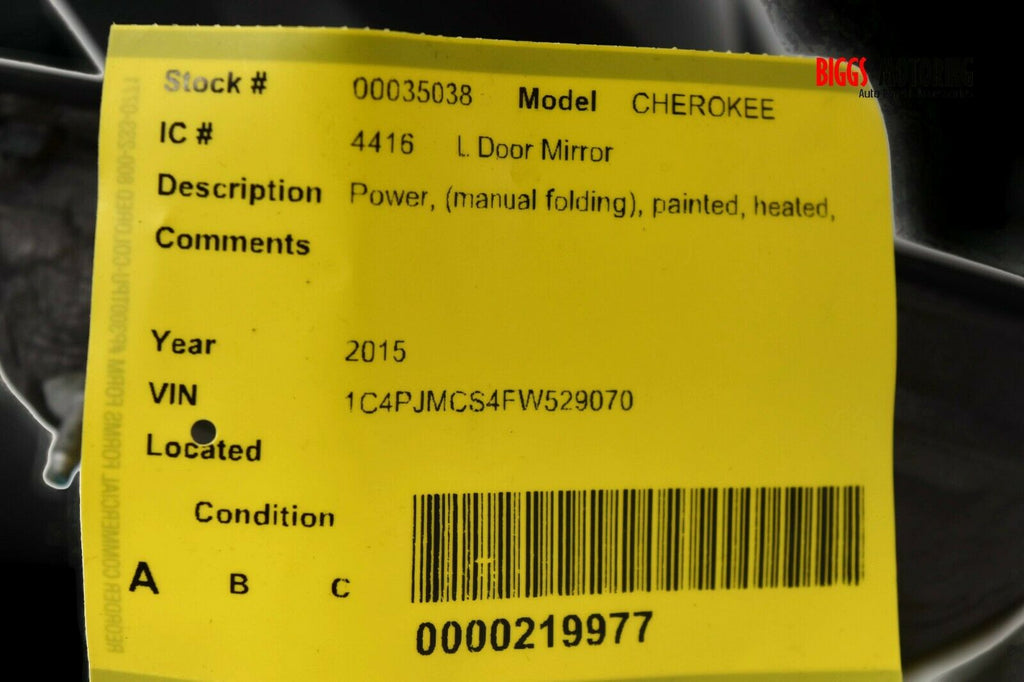 BIGGS MOTORING
Stock # 00035038 Model CHEROKEE
IC # 4416 L. Door Mirror
Description Power, (manual folding), painted, heated,
Comments
Year 2015
VIN 1C4PJMCS4FW529070
Located
Condition
A B C
0000219977